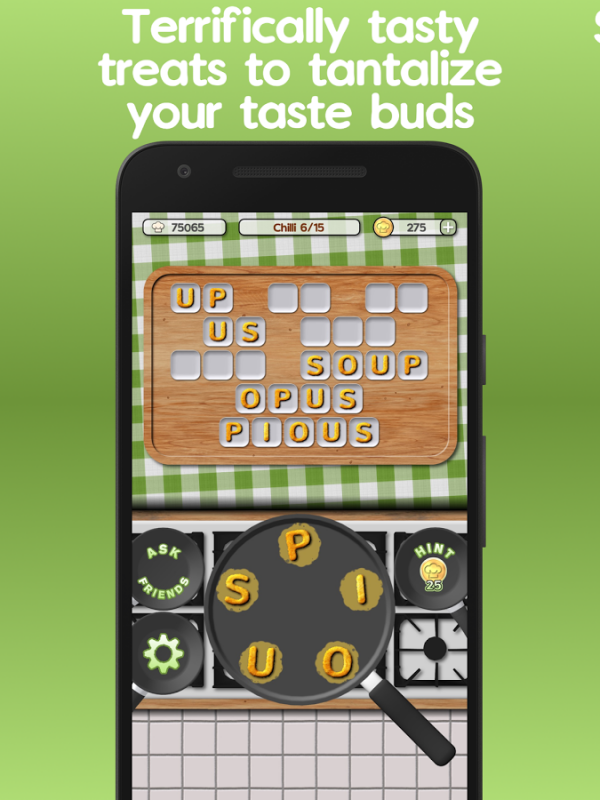 Terrifically tasty
treats to tantalize
your taste buds
75065 Chilli 6/15 275
UP
US
SOUP
OPUS
PIOUS
ASK
FRIENDS
HINT
25
P
S
I
U
O